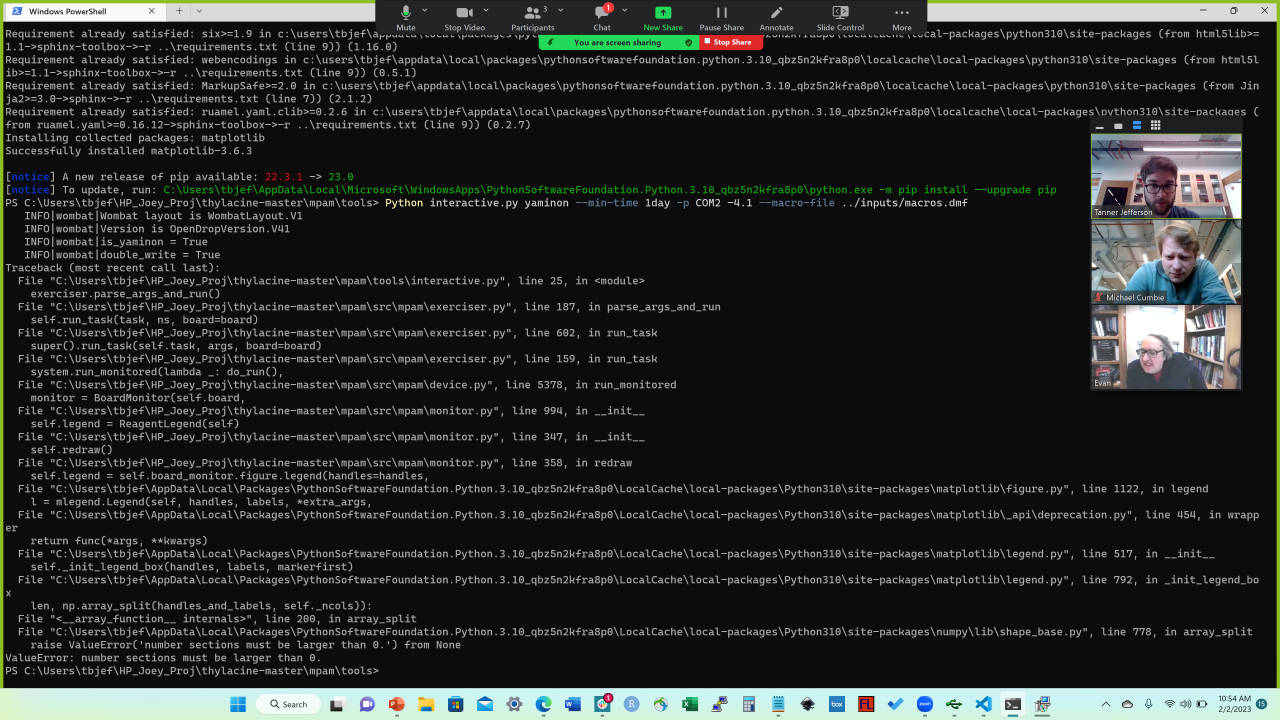 Windows PowerShell
Mute
Stop Video
3
Participants
1
Chat
New Share
Pause Share
Annotate
Slide Control
More
You are screen sharing
Stop Share
Requirement already satisfied: six>=1.9 in c:\users\tbjef\appdata\local\packages\pythonsoftwarefoundation.python.3.10_qbz5n2kfra8p0\localcache\local-packages\python310\site-packages (from html5lib>=
1.1->sphinx-toolbox->-r ..\requirements.txt (line 9)) (1.16.0)
Requirement already satisfied: webencodings in c:\users\tbjef\appdata\local\packages\pythonsoftwarefoundation.python.3.10_qbz5n2kfra8p0\localcache\local-packages\python310\site-packages (from html5l
ib>=1.1->sphinx-toolbox->-r ..\requirements.txt (line 9)) (0.5.1)
Requirement already satisfied: MarkupSafe>=2.0 in c:\users\tbjef\appdata\local\packages\pythonsoftwarefoundation.python.3.10_qbz5n2kfra8p0\localcache\local-packages\python310\site-packages (from Jin
ja2>=3.0->sphinx->-r ..\requirements.txt (line 7)) (2.1.2)
Requirement already satisfied: ruamel.yaml.clib>=0.2.6 in c:\users\tbjef\appdata\local\packages\pythonsoftwarefoundation.python.3.10_qbz5n2kfra8p0\localcache\local-packages\python310\site-packages (
from ruamel.yaml>=0.16.12->sphinx-toolbox->-r ..\requirements.txt (line 9)) (0.2.7)
Installing collected packages: matplotlib
Successfully installed matplotlib-3.6.3
[notice] A new release of pip available: 22.3.1 -> 23.0
[notice] To update, run: C:\Users\tbjef\AppData\Local\Microsoft\WindowsApps\PythonSoftwareFoundation.Python.3.10_qbz5n2kfra8p0\python.exe -m pip install --upgrade pip
PS C:\Users\tbjef\HP_Joey_Proj\thylacine-master\mpam\tools> Python interactive.py yaminon --min-time 1day -p COM2 -4.1 --macro-file ../inputs/macros.dmf
INFO|wombat|Wombat layout is WombatLayout.V1
INFO|wombat|Version is OpenDropVersion.V41
INFO|wombat|is_yaminon = True
INFO|wombat|double_write = True
Traceback (most recent call last):
File "C:\Users\tbjef\HP_Joey_Proj\thylacine-master\mpam\tools\interactive.py", line 25, in <module>
exerciser.parse_args_and_run()
File "C:\Users\tbjef\HP_Joey_Proj\thylacine-master\mpam\src\mpam\exerciser.py", line 187, in parse_args_and_run
self.run_task(task, ns, board=board)
File "C:\Users\tbjef\HP_Joey_Proj\thylacine-master\mpam\src\mpam\exerciser.py", line 602, in run_task
super().run_task(self.task, args, board=board)
File "C:\Users\tbjef\HP_Joey_Proj\thylacine-master\mpam\src\mpam\exerciser.py", line 159, in run_task
system.run_monitored(lambda _: do_run(),
File "C:\Users\tbjef\HP_Joey_Proj\thylacine-master\mpam\src\mpam\device.py", line 5378, in run_monitored
monitor = BoardMonitor(self.board,
File "C:\Users\tbjef\HP_Joey_Proj\thylacine-master\mpam\src\mpam\monitor.py", line 994, in __init__
self.legend = ReagentLegend(self)
File "C:\Users\tbjef\HP_Joey_Proj\thylacine-master\mpam\src\mpam\monitor.py", line 347, in __init__
self.redraw()
File "C:\Users\tbjef\HP_Joey_Proj\thylacine-master\mpam\src\mpam\monitor.py", line 358, in redraw
self.legend = self.board_monitor.figure.legend(handles=handles,
File "C:\Users\tbjef\AppData\Local\Packages\PythonSoftwareFoundation.Python.3.10_qbz5n2kfra8p0\LocalCache\local-packages\Python310\site-packages\matplotlib\figure.py", line 1122, in legend
l = mlegend.Legend(self, handles, labels, *extra_args,
File "C:\Users\tbjef\AppData\Local\Packages\PythonSoftwareFoundation.Python.3.10_qbz5n2kfra8p0\LocalCache\local-packages\Python310\site-packages\matplotlib\_api\deprecation.py", line 454, in wrapp
er
return func(*args, **kwargs)
File "C:\Users\tbjef\AppData\Local\Packages\PythonSoftwareFoundation.Python.3.10_qbz5n2kfra8p0\LocalCache\local-packages\Python310\site-packages\matplotlib\legend.py", line 517, in __init__
self._init_legend_box(handles, labels, markerfirst)
File "C:\Users\tbjef\AppData\Local\Packages\PythonSoftwareFoundation.Python.3.10_qbz5n2kfra8p0\LocalCache\local-packages\Python310\site-packages\matplotlib\legend.py", line 792, in _init_legend_bo
x
len, np.array_split(handles_and_labels, self._ncols)):
File "<__array_function__ internals>", line 200, in array_split
File "C:\Users\tbjef\AppData\Local\Packages\PythonSoftwareFoundation.Python.3.10_qbz5n2kfra8p0\LocalCache\local-packages\Python310\site-packages\numpy\lib\shape_base.py", line 778, in array_split
raise ValueError('number sections must be larger than 0.') from None
ValueError: number sections must be larger than 0.
PS C:\Users\tbjef\HP_Joey_Proj\thylacine-master\mpam\tools>
Tanner Jefferson
Michael Cumbie
Evan
Search
1
box
FL
zoom
10:54 AM
2/2/2023
15